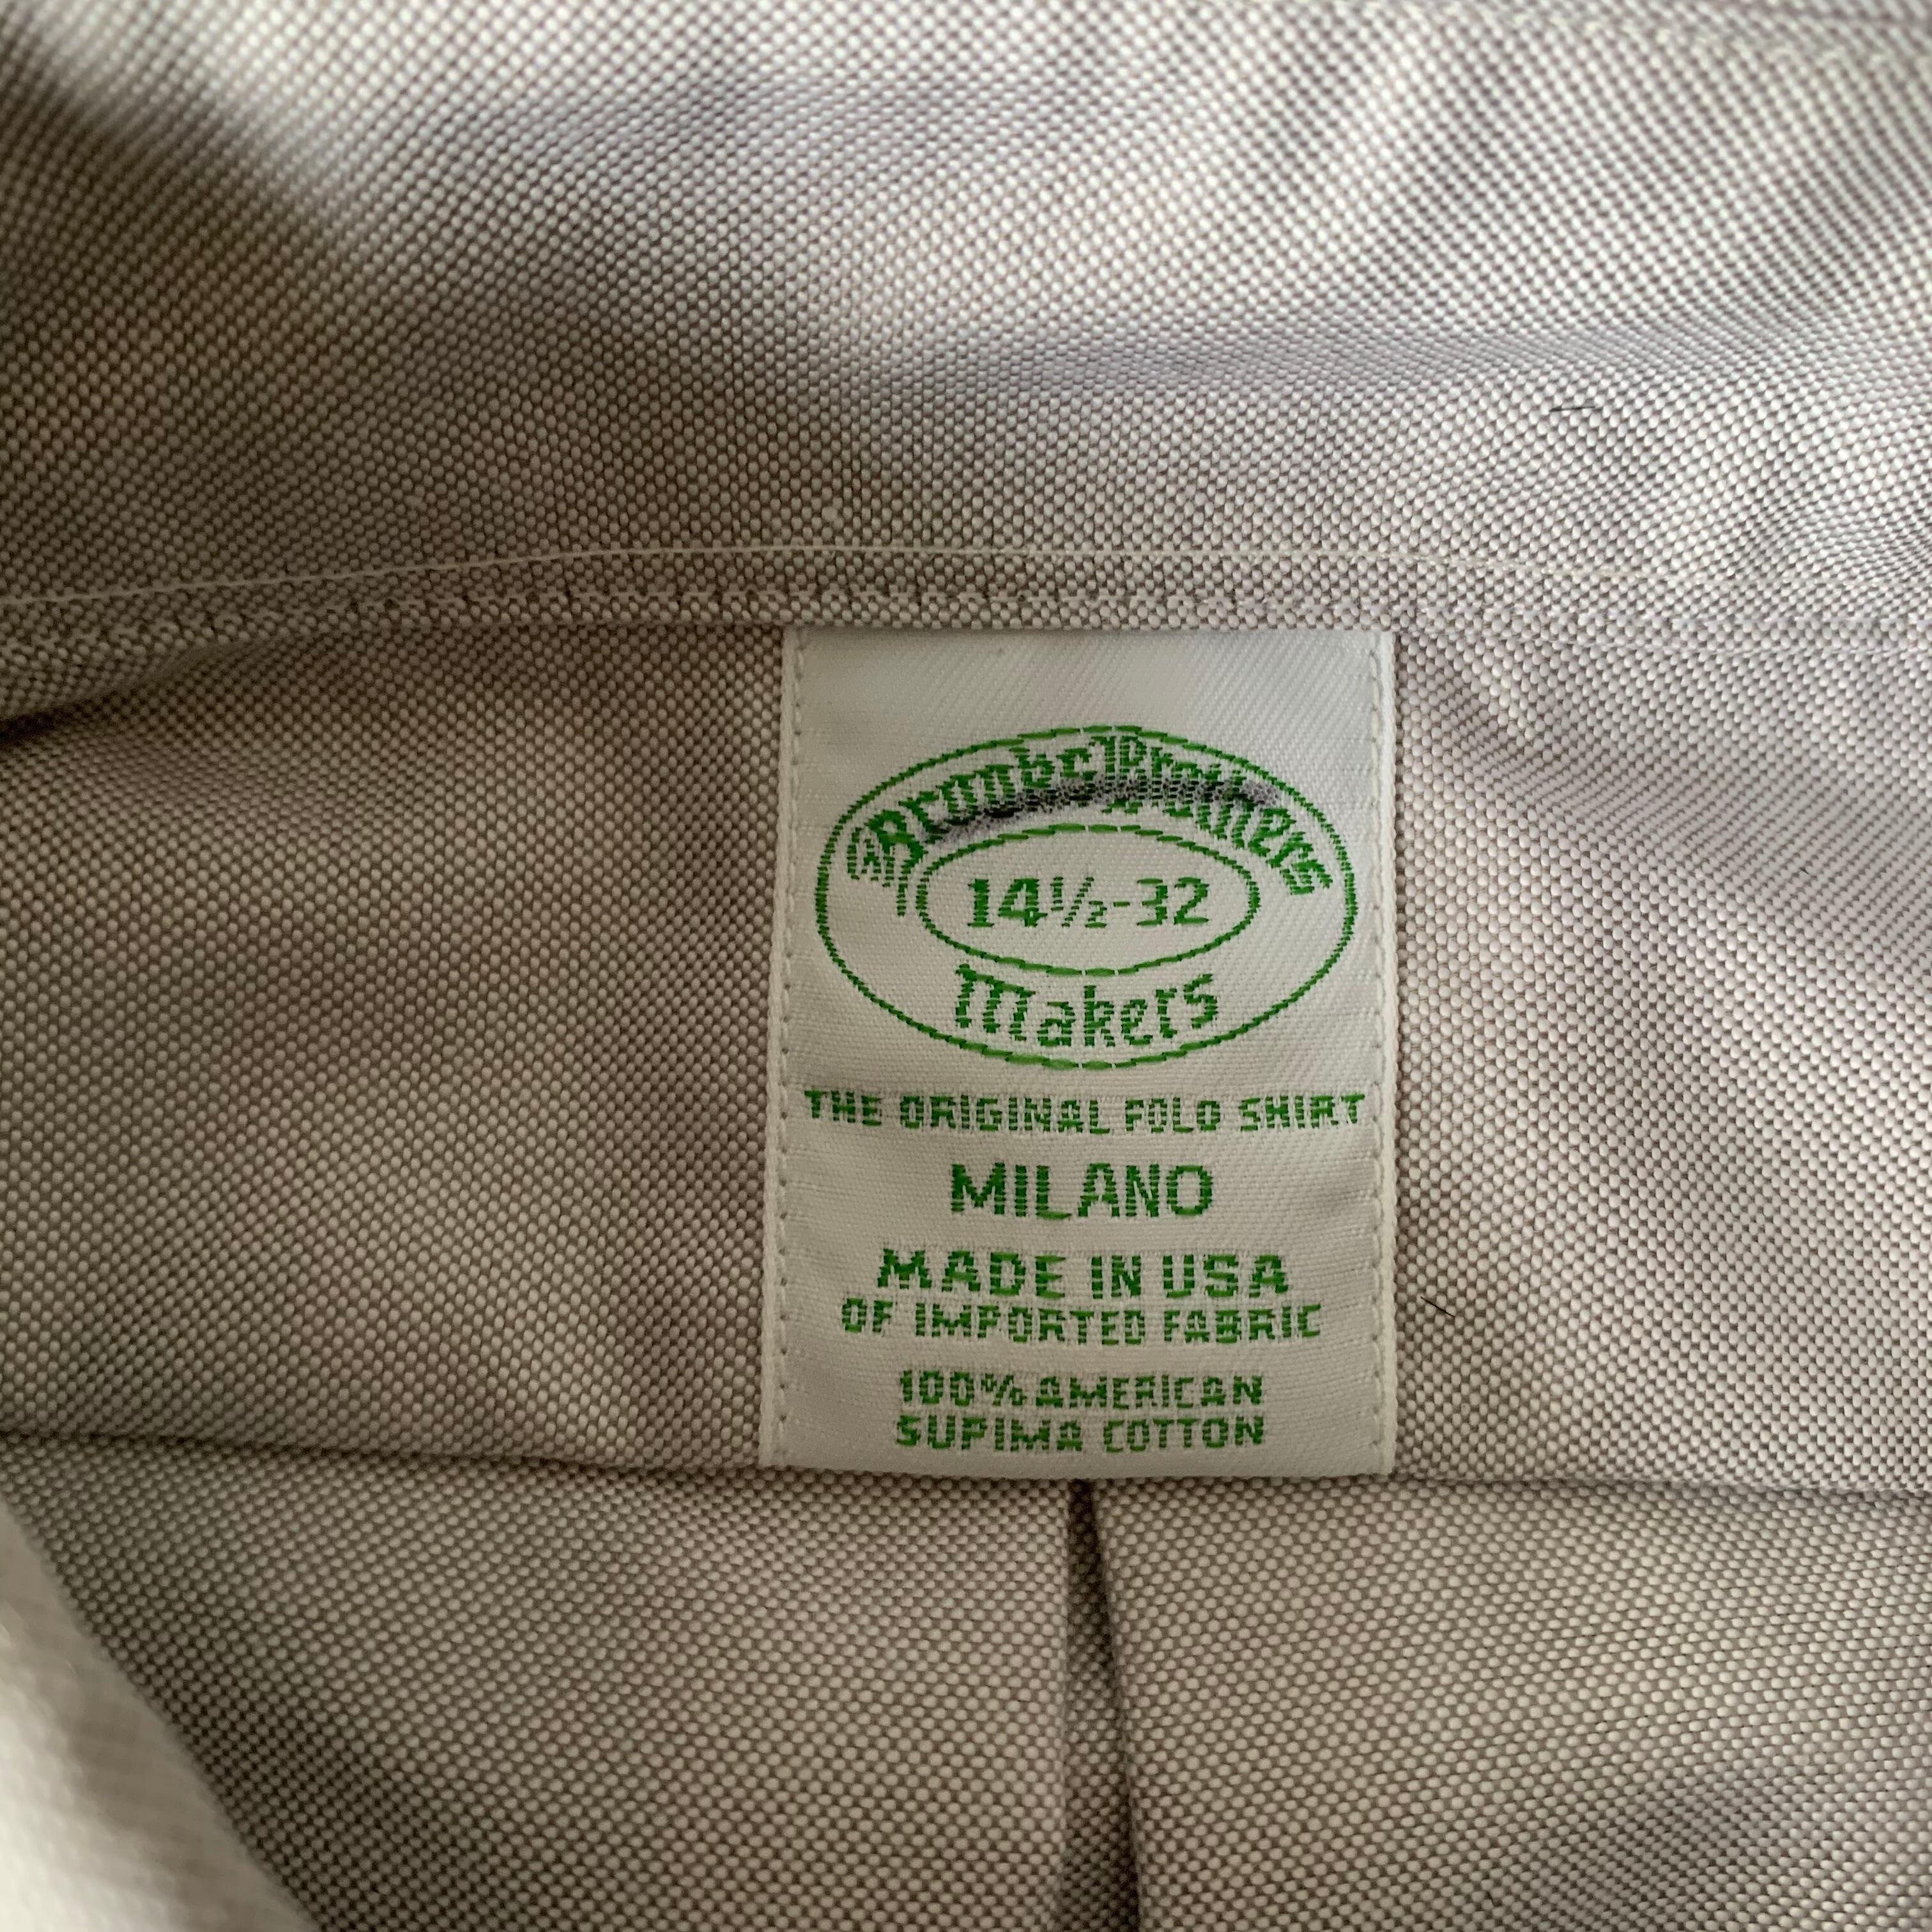 Brooks Brothers
14½-32
Makers
THE ORIGINAL POLO SHIRT
MILANO
MADE IN USA
OF IMPORTED FABRIC
100% AMERICAN
SUPIMA COTTON